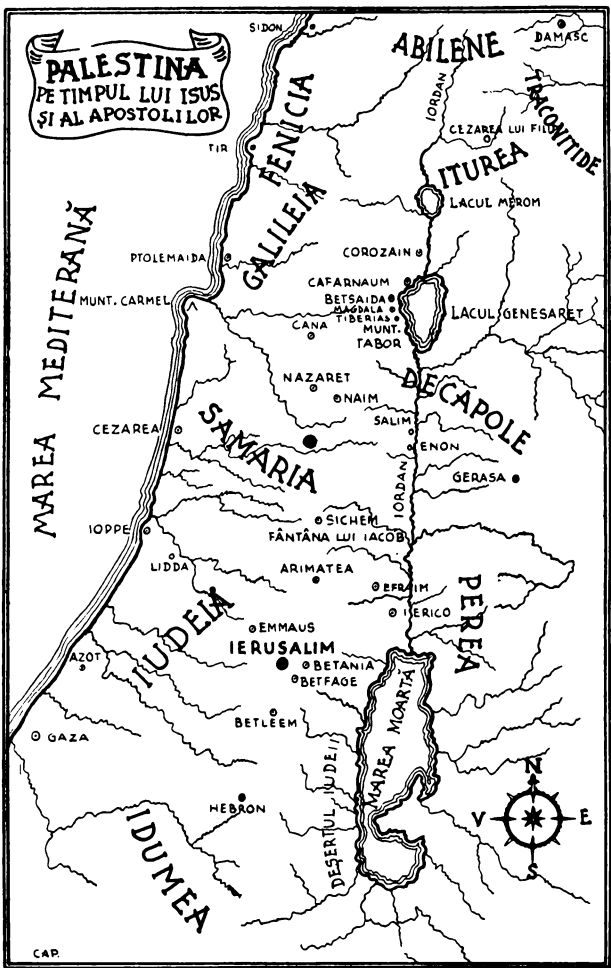 PALESTINA
PE TIMPUL LUI ISUS
ȘI AL APOSTOLILOR
SIDON
ABILENE
DAMASC
IORDAN
TRACONITIDE
FENICIA
CEZAREA LUI FILI
TIR
ITUREA
LACUL MEROM
GALILEIA
PTOLEMAIDA
COROZAIN
MAREA MEDITERANĂ
MUNT. CARMEL
CAFARNAUM
BETSAIDA
MAGDALA
TIBERIAS
MUNT.
TABOR
LACUL GENESARET
CANA
NAZARET
NAIM
DECAPOLE
CEZAREA
SAMARIA
SALIM
ENON
IORDAN
GERASA
IOPPE
SICHEM
FÂNTÂNA LUI IACOB
LIDDA
ARIMATEA
EFRAIM
IERICO
PEREA
IUDEIA
EMMAUS
IERUSALIM
BETANIA
BETFAGE
AZOT
BETLEEM
GAZA
MAREA MOARTĂ
DEȘERTUL IUDEII
HEBRON
IDUMEA
N
V
E
S
CAP.